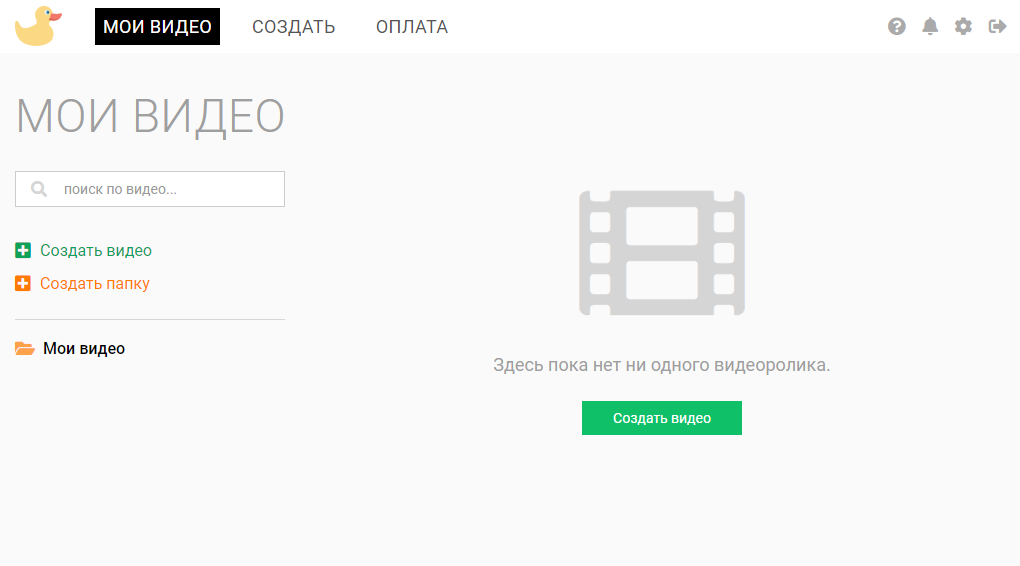 МОИ ВИДЕО СОЗДАТЬ ОПЛАТА
МОИ ВИДЕО
поиск по видео...
Создать видео
Создать папку
Мои видео
Здесь пока нет ни одного видеоролика.
Создать видео